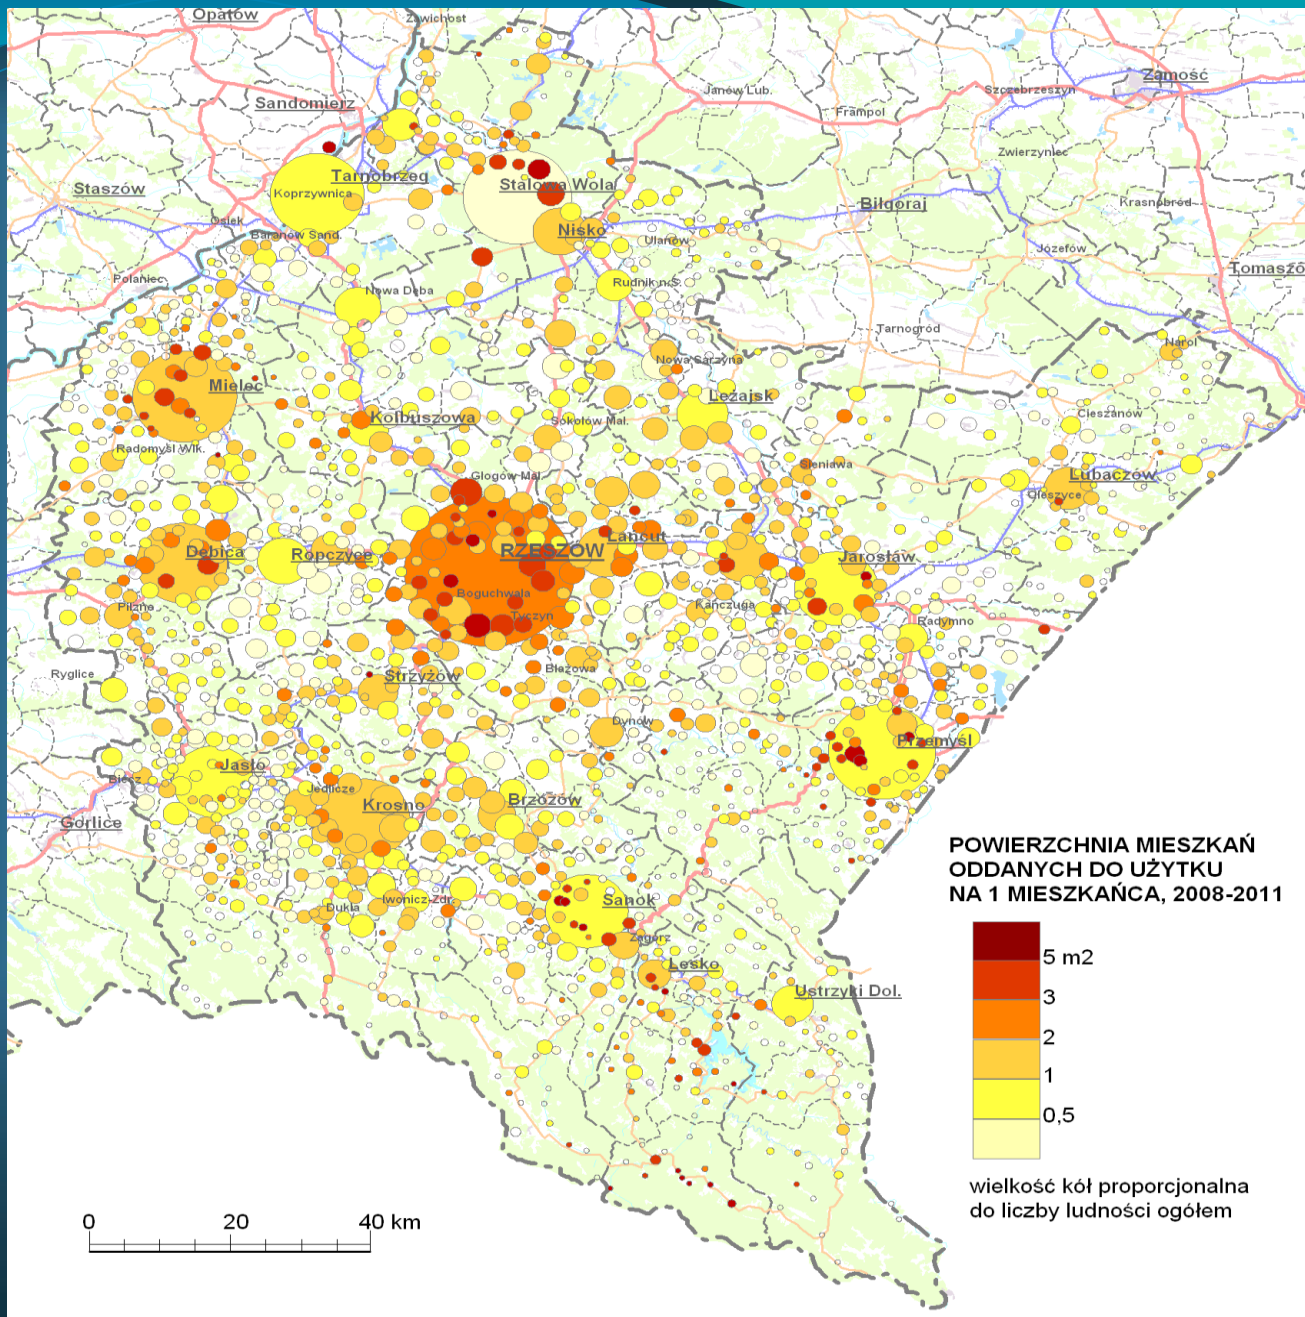 Opatów
Zawichost
Zamość
Szczebrzeszyn
Janów Lub.
Sandomierz
Frampol
Zwierzyniec
Tarnobrzeg
Staszów
Stalowa Wola
Koprzywnica
Biłgoraj
Krasnobród
Osiek
Nisko
Baranów Sand.
Ulanów
Józefów
Tomaszó
Połaniec
Rudnik n.S.
Nowa Dęba
Tarnogród
Narol
Nowa Sarzyna
Mielec
Leżajsk
Kolbuszowa
Cieszanów
Sokołów Mał.
Radomyśl Wlk.
Sieniawa
Głogów Mał.
Lubaczów
Oleszyce
Łańcut
RZESZÓW
Dębica
Ropczyce
Jarosław
Boguchwała
Pilzno
Kańczuga
Tyczyn
Radymno
Ryglice
Strzyżów
Błażowa
Dynów
Przemyśl
Jasło
Biecz
Jedlicze
Brzozów
Krosno
Gorlice
POWIERZCHNIA MIESZKAŃ
ODDANYCH DO UŻYTKU
NA 1 MIESZKAŃCA, 2008-2011
Sanok
Iwonicz-Zdr.
Dukla
Zagórz
5 m2
Lesko
Ustrzyki Dol.
3
2
1
0,5
wielkość kół proporcjonalna
do liczby ludności ogółem
0 20 40 km